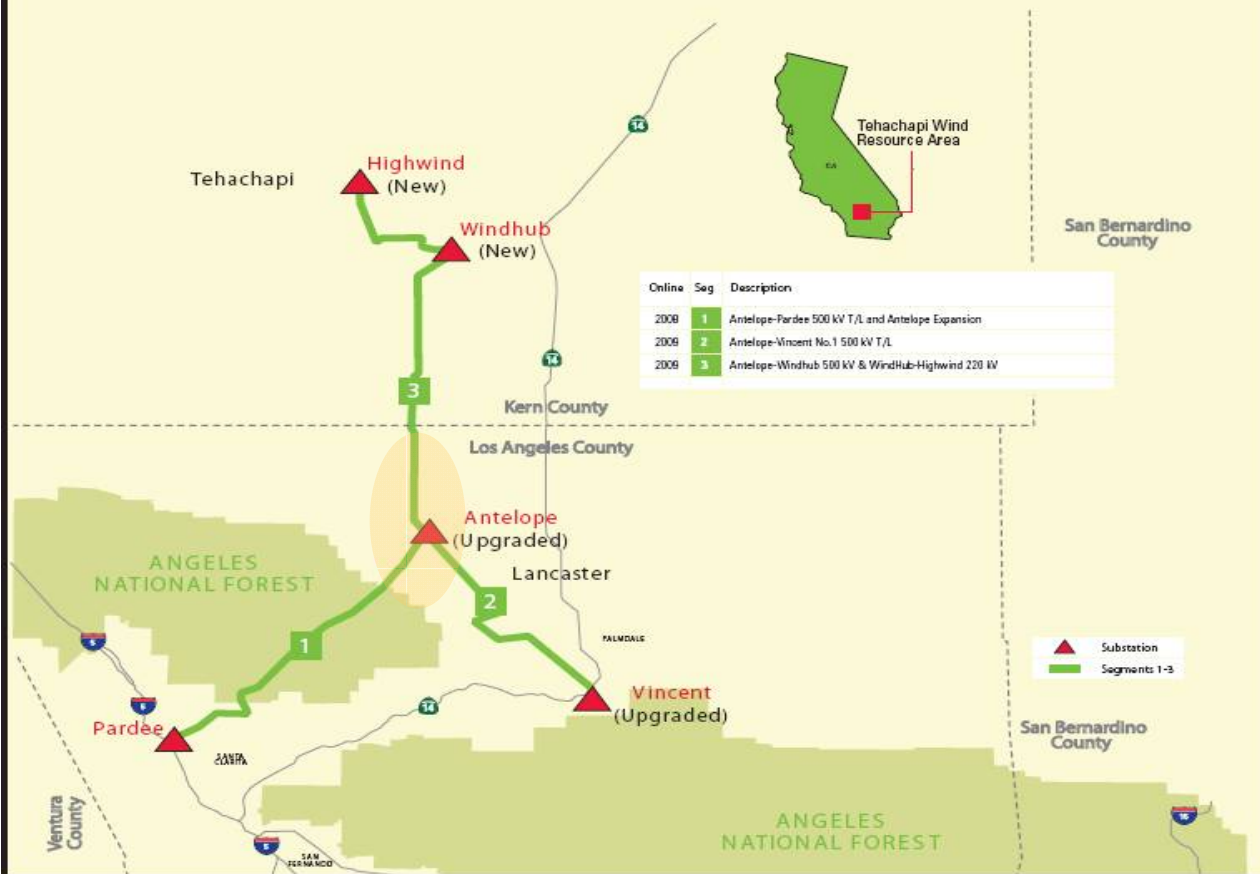 14
Tehachapi Wind
Resource Area
CA
Highwind
(New)
Tehachapi
Windhub
(New)
San Bernardino
County
Online Seg Description
2008 1 Antelope-Pardee 500 kV T/L and Antelope Expansion
2009 2 Antelope-Vincent No.1 500 kV T/L
2009 3 Antelope-Windhub 500 kV & WindHub-Highwind 220 kV
14
3
Kern County
Los Angeles County
Antelope
(Upgraded)
ANGELES
NATIONAL FOREST
Lancaster
2
1
PALMDALE
5
Substation
Segments 1-3
Vincent
(Upgraded)
5
14
Pardee
SANTA
CLARITA
San Bernardino
County
Ventura
County
ANGELES
NATIONAL FOREST
15
5
SAN
FERNANDO